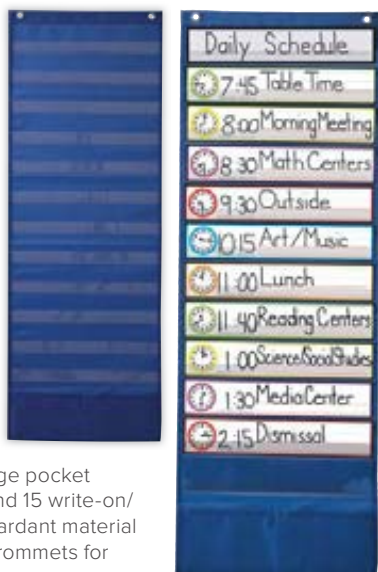 Daily Schedule
7:45 Table Time
8:00 Morning Meeting
8:30 Math Centers
9:30 Outside
10:15 Art/Music
11:00 Lunch
11:40 Reading Centers
1:00 Science/Social Studies
1:30 Media Center
2:15 Dismissal
ge pocket
nd 15 write-on/
ardant material
rommets for